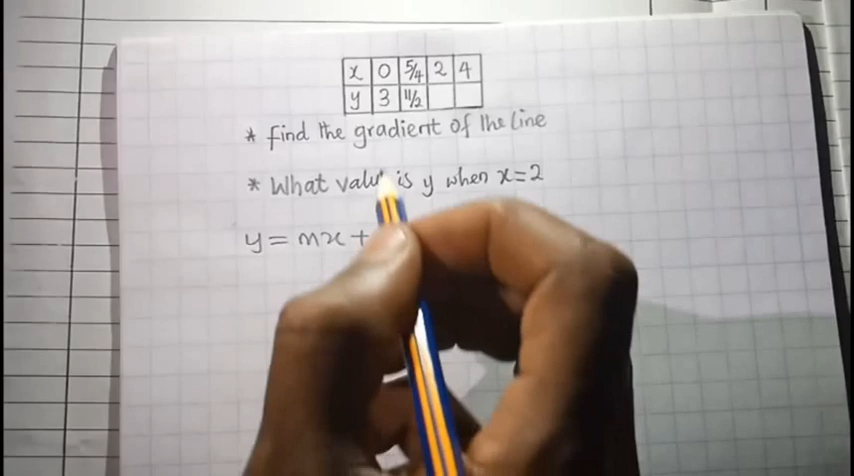 x 0 5/4 2 4
y 3 11/2
* find the gradient of the line
* What value is y when x=2
y = mx +